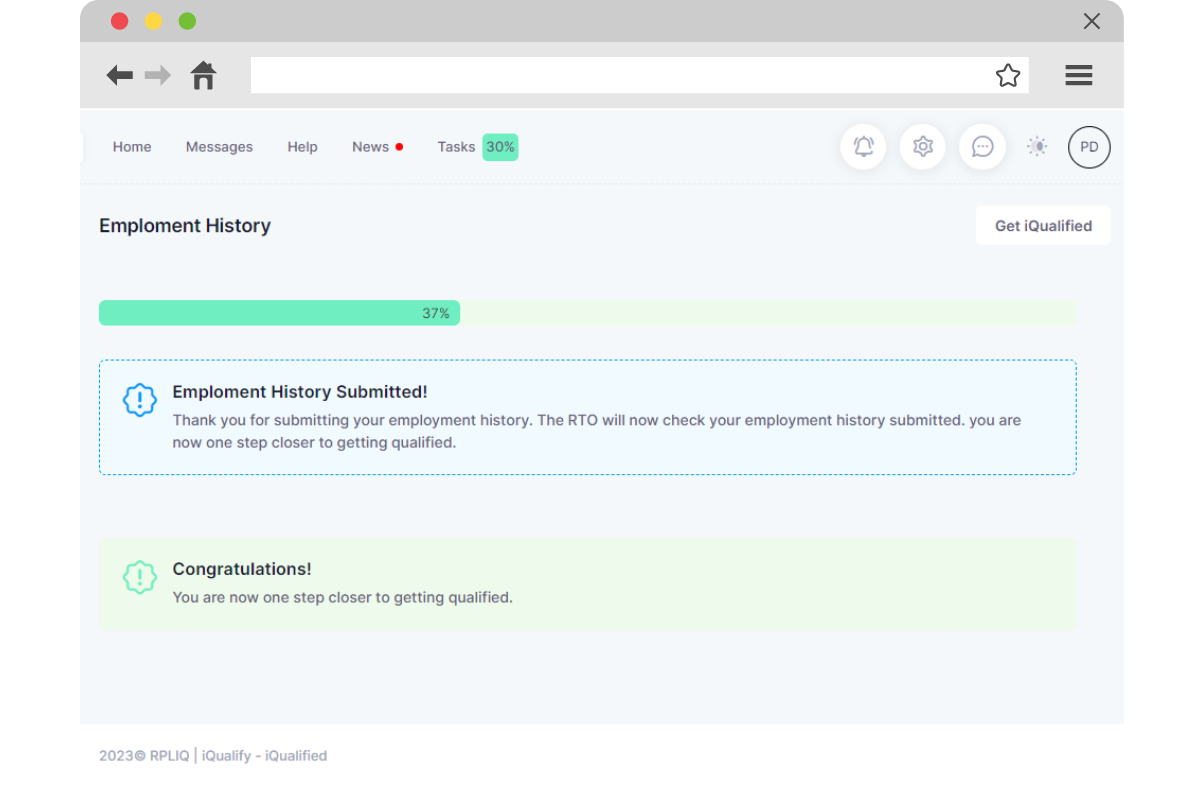 Home Messages Help News Tasks 30% PD
Emploment History Get iQualified
37%
Emploment History Submitted!
Thank you for submitting your employment history. The RTO will now check your employment history submitted. you are
now one step closer to getting qualified.
Congratulations!
You are now one step closer to getting qualified.
2023© RPLIQ | iQualify - iQualified